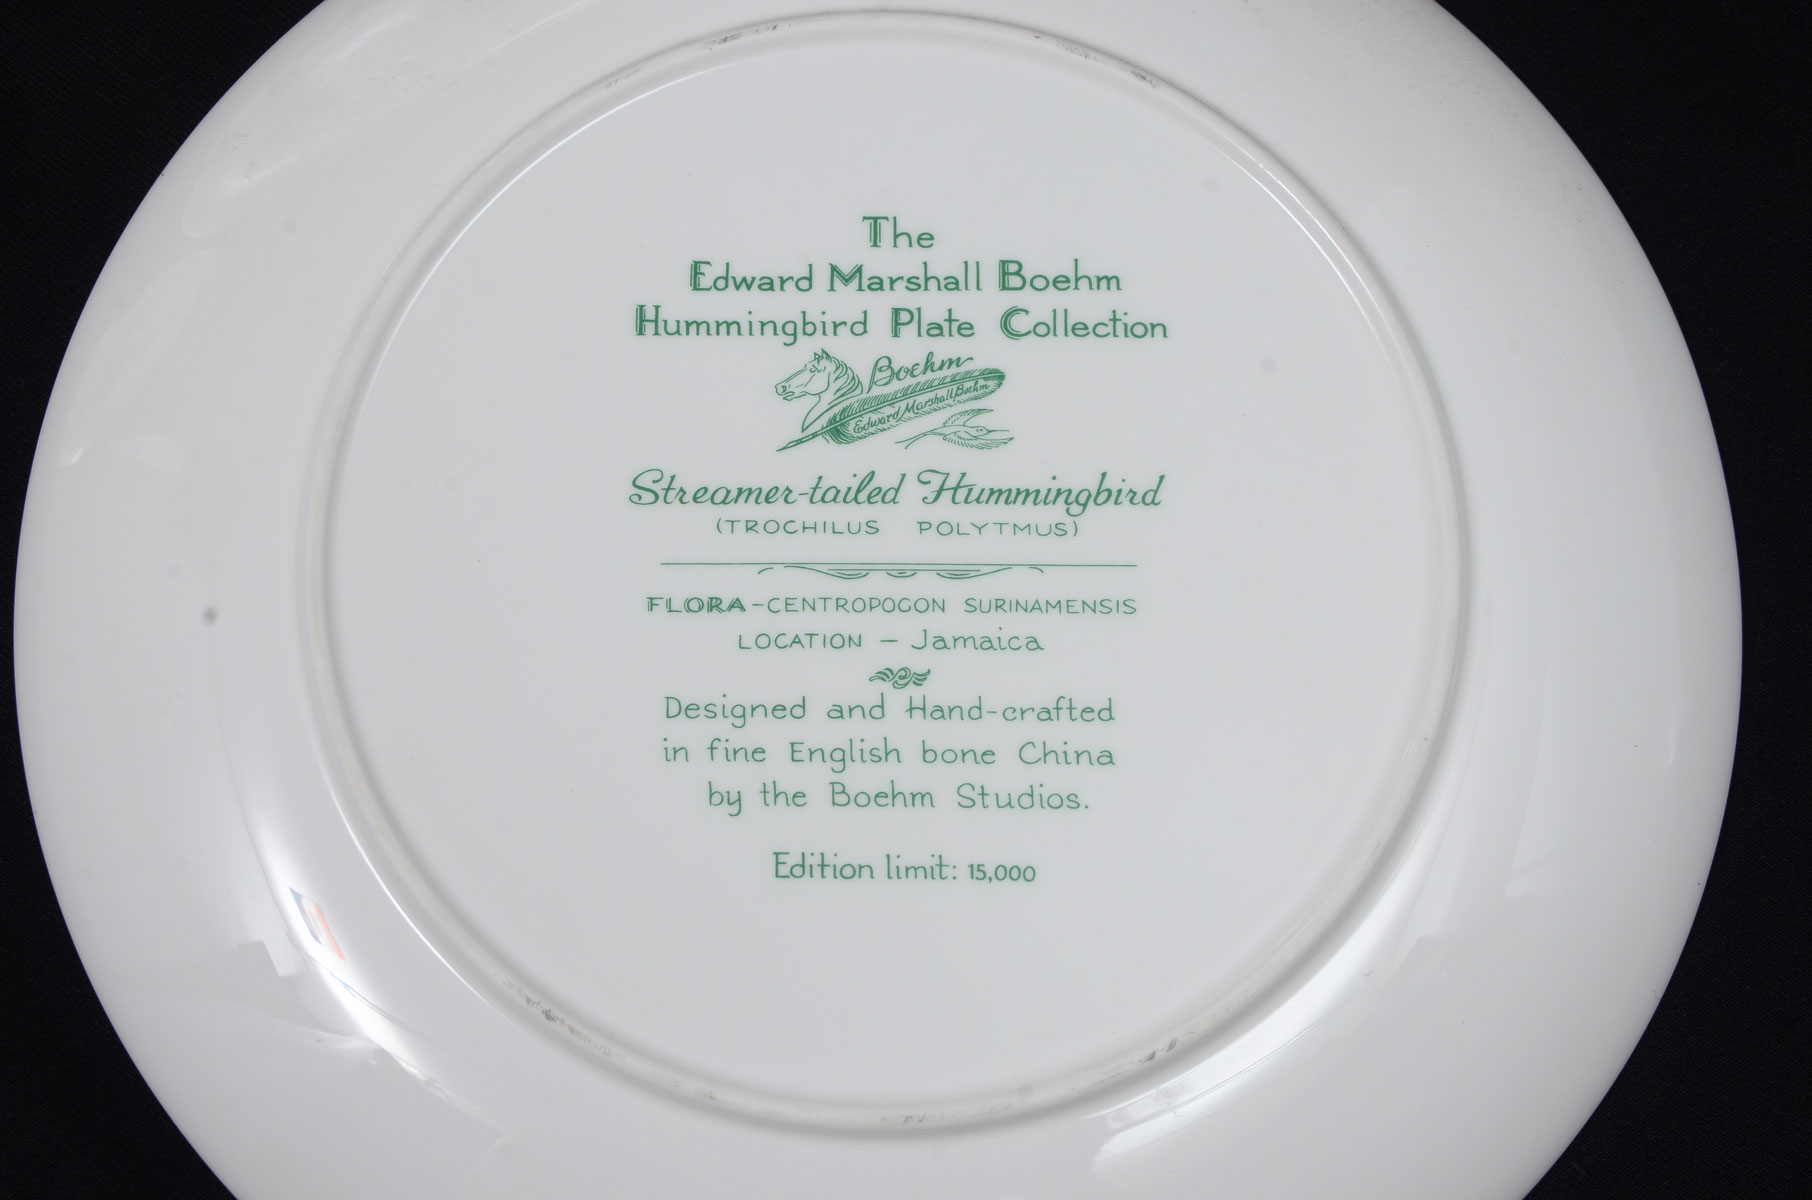 The
Edward Marshall Boehm
Hummingbird Plate Collection
Boehm
Edward Marshall Boehm
Streamer-tailed Hummingbird
(TROCHILUS POLYTMUS)
FLORA-CENTROPOGON SURINAMENSIS
LOCATION – Jamaica
Designed and Hand-crafted
in fine English bone China
by the Boehm Studios.
Edition limit: 15,000